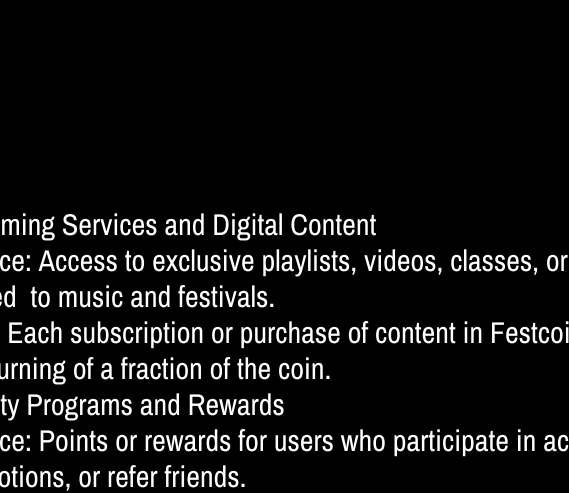 ming Services and Digital Content
ce: Access to exclusive playlists, videos, classes, or
ed to music and festivals.
Each subscription or purchase of content in Festcoi
urning of a fraction of the coin.
ty Programs and Rewards
ce: Points or rewards for users who participate in ac
otions, or refer friends.